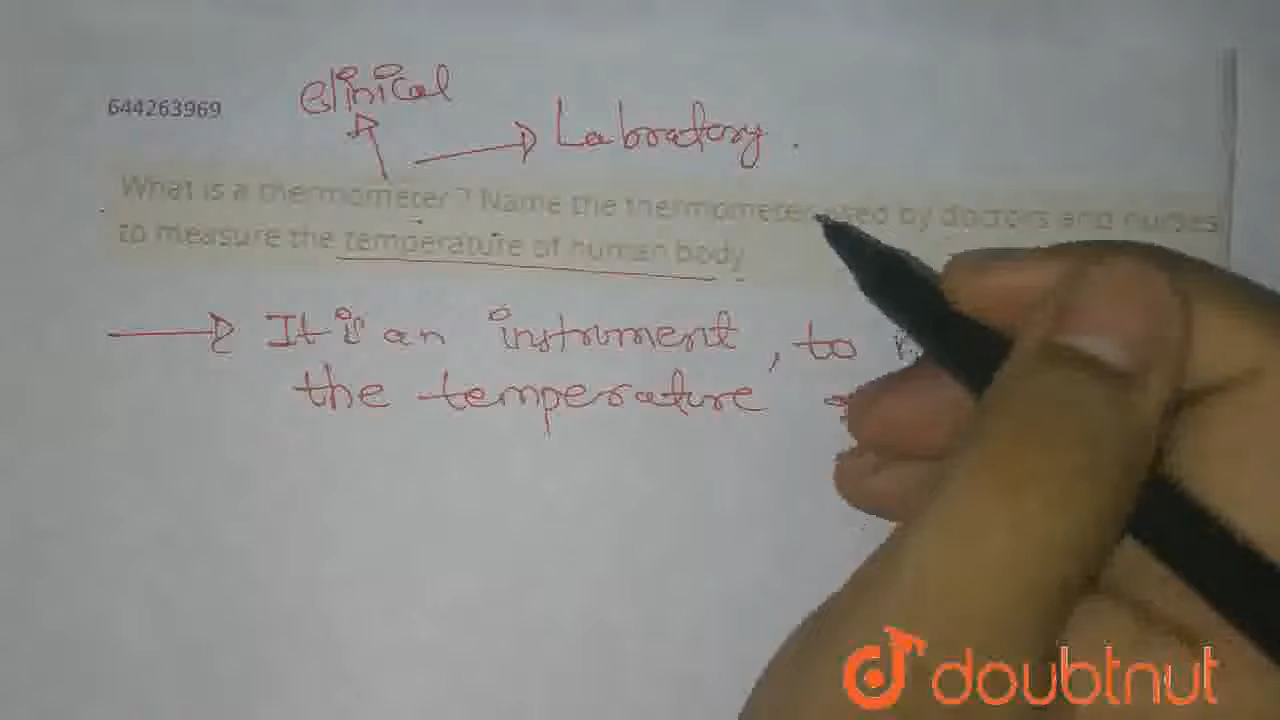 Clinical
644263969
Laboratory.
What is a thermometer? Name the thermometer used by doctors and nurses
to measure the temperature of human body
It is an instrument, to
the temperature
doubtnut